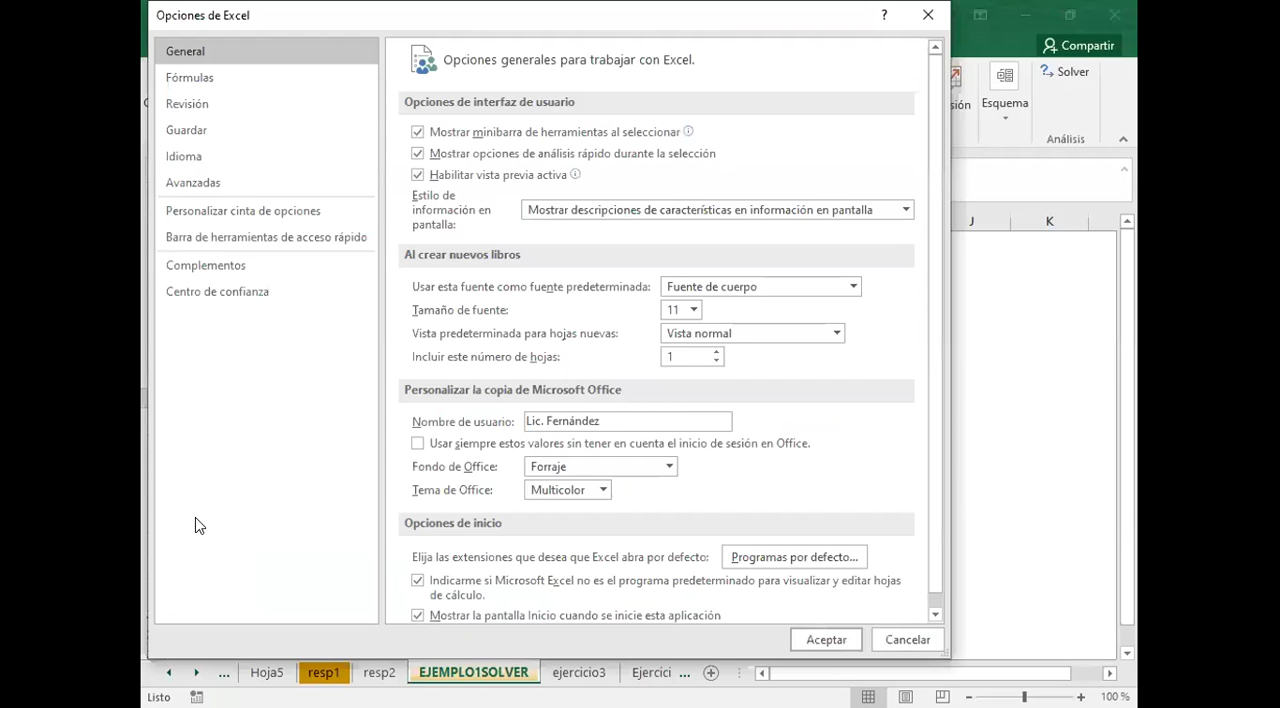 Opciones de Excel
?
Compartir
General
Fórmulas
Revisión
Guardar
Idioma
Avanzadas
Personalizar cinta de opciones
Barra de herramientas de acceso rápido
Complementos
Centro de confianza
Opciones generales para trabajar con Excel.
Opciones de interfaz de usuario
Mostrar minibarra de herramientas al seleccionar
Mostrar opciones de análisis rápido durante la selección
Habilitar vista previa activa
Estilo de
información en
pantalla:
Mostrar descripciones de características en información en pantalla
Al crear nuevos libros
Usar esta fuente como fuente predeterminada: Fuente de cuerpo
Tamaño de fuente: 11
Vista predeterminada para hojas nuevas: Vista normal
Incluir este número de hojas: 1
Personalizar la copia de Microsoft Office
Nombre de usuario: Lic. Fernández
Usar siempre estos valores sin tener en cuenta el inicio de sesión en Office.
Fondo de Office: Forraje
Tema de Office: Multicolor
Opciones de inicio
Elija las extensiones que desea que Excel abra por defecto: Programas por defecto...
Indicarme si Microsoft Excel no es el programa predeterminado para visualizar y editar hojas
de cálculo.
Mostrar la pantalla Inicio cuando se inicie esta aplicación
Aceptar Cancelar
sión Esquema Solver
Análisis
J K
... Hoja5 resp1 resp2 EJEMPLO1SOLVER ejercicio3 Ejercici ...
Listo 100 %